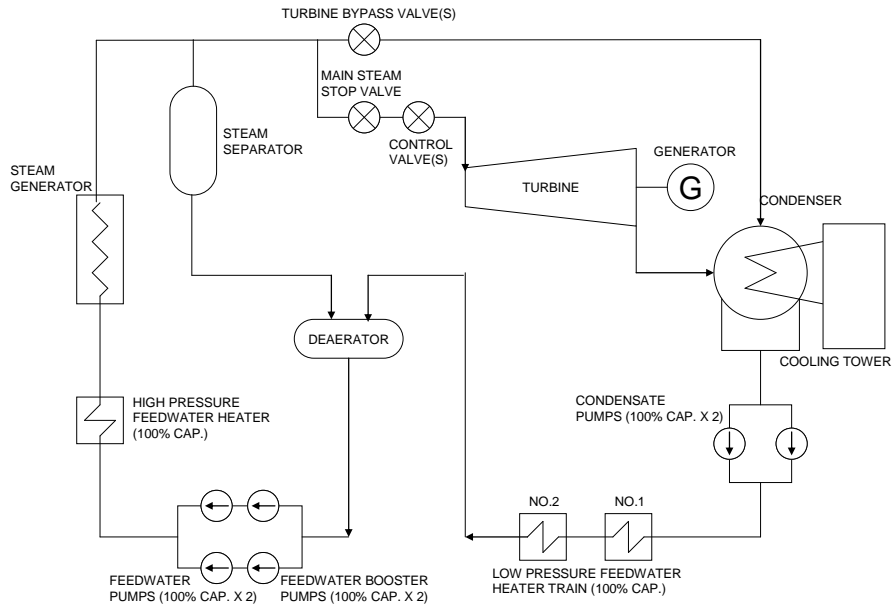 TURBINE BYPASS VALVE(S)
MAIN STEAM
STOP VALVE
STEAM
SEPARATOR
CONTROL
VALVE(S)
GENERATOR
G
STEAM
GENERATOR
TURBINE
CONDENSER
DEAERATOR
COOLING TOWER
HIGH PRESSURE
FEEDWATER HEATER
(100% CAP.)
CONDENSATE
PUMPS (100% CAP. X 2)
NO.2
NO.1
FEEDWATER
PUMPS (100% CAP. X 2)
FEEDWATER BOOSTER
PUMPS (100% CAP. X 2)
LOW PRESSURE FEEDWATER
HEATER TRAIN (100% CAP.)